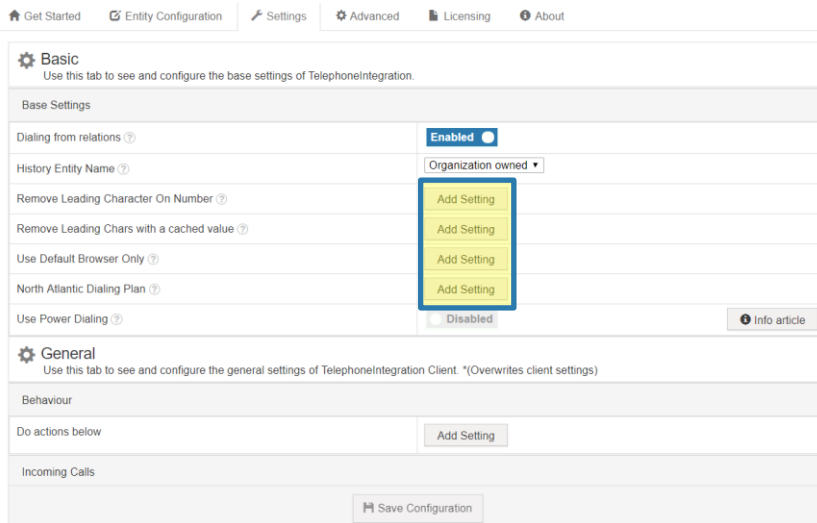 Get Started Entity Configuration Settings Advanced Licensing About
Basic
Use this tab to see and configure the base settings of TelephoneIntegration.
Base Settings
Dialing from relations ? Enabled
History Entity Name ? Organization owned
Remove Leading Character On Number ? Add Setting
Remove Leading Chars with a cached value ? Add Setting
Use Default Browser Only ? Add Setting
North Atlantic Dialing Plan ? Add Setting
Use Power Dialing ? Disabled Info article
General
Use this tab to see and configure the general settings of TelephoneIntegration Client. *(Overwrites client settings)
Behaviour
Do actions below Add Setting
Incoming Calls
Save Configuration